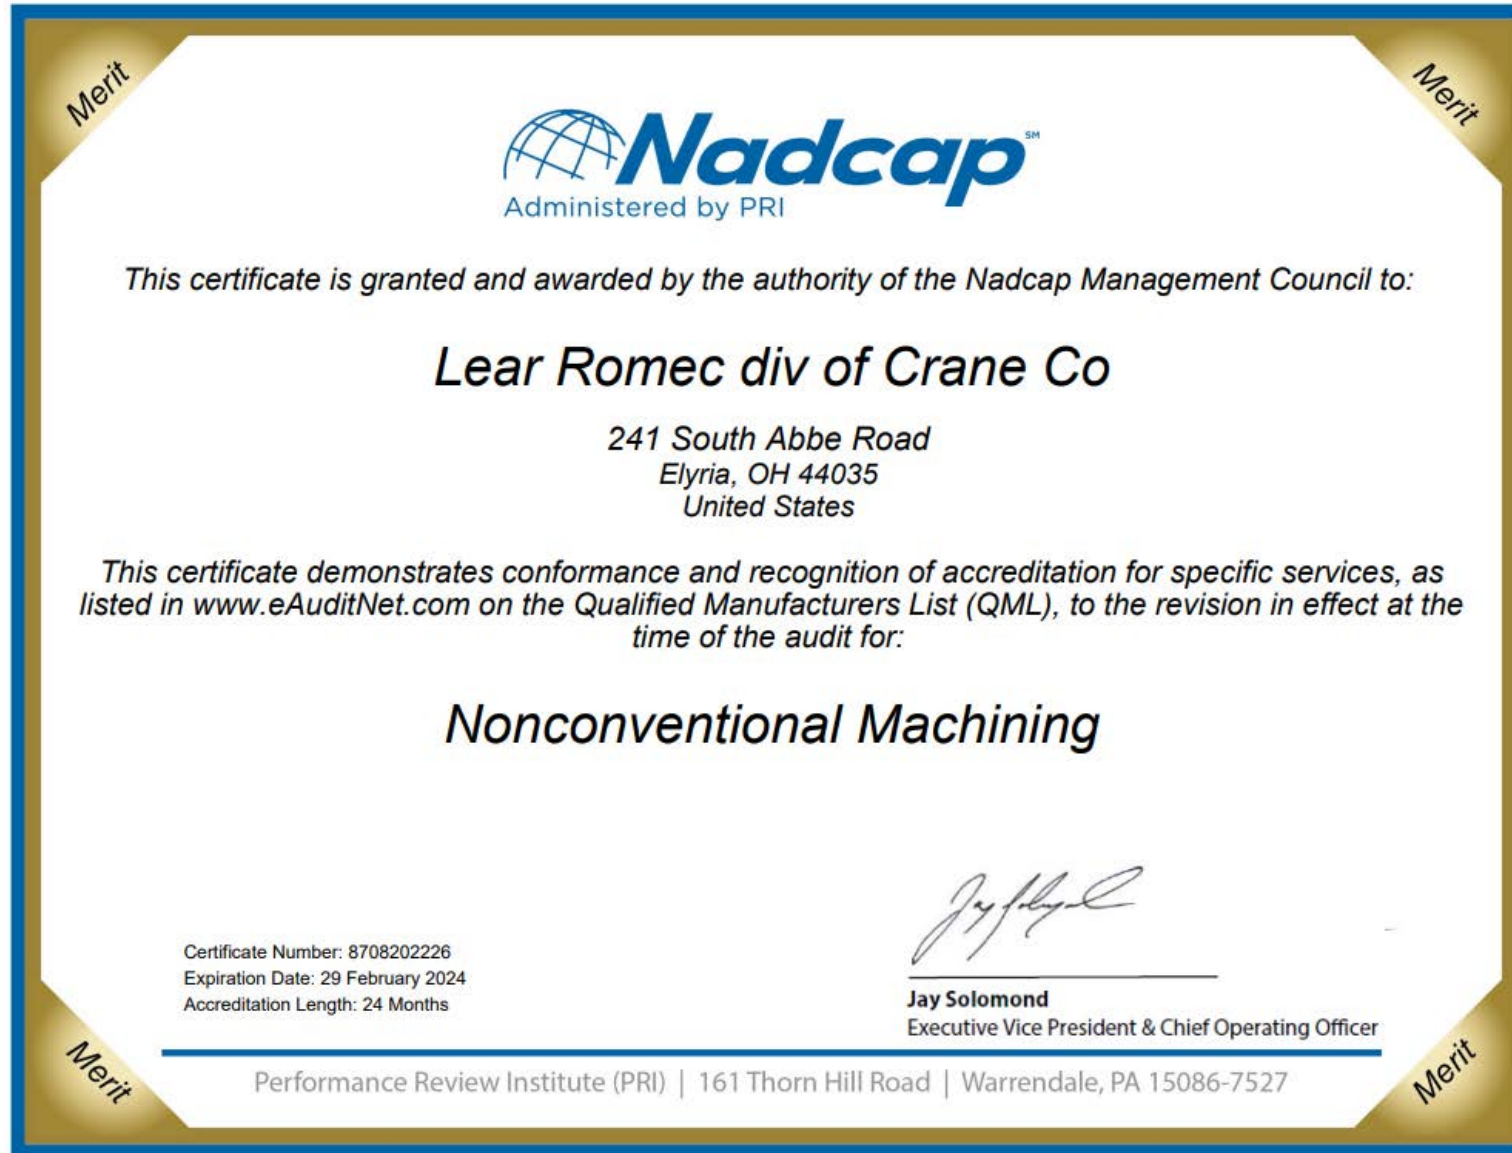 Merit
Merit
Nadcap℠
Administered by PRI
This certificate is granted and awarded by the authority of the Nadcap Management Council to:
Lear Romec div of Crane Co
241 South Abbe Road
Elyria, OH 44035
United States
This certificate demonstrates conformance and recognition of accreditation for specific services, as
listed in www.eAuditNet.com on the Qualified Manufacturers List (QML), to the revision in effect at the
time of the audit for:
Nonconventional Machining
Certificate Number: 8708202226
Expiration Date: 29 February 2024
Accreditation Length: 24 Months
Jay Solomond
Executive Vice President & Chief Operating Officer
Performance Review Institute (PRI) | 161 Thorn Hill Road | Warrendale, PA 15086-7527
Merit
Merit